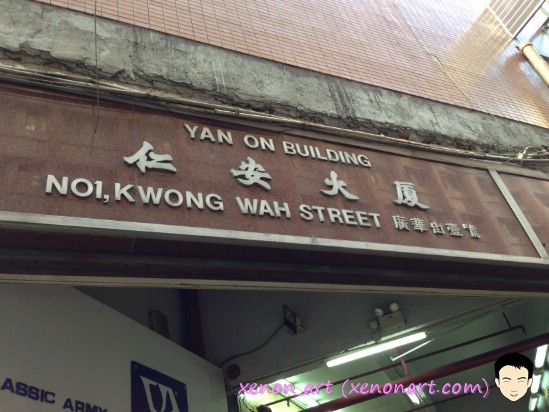 YAN ON BUILDING
仁安大厦
NO1, KWONG WAH STREET 廣華街壹號
ASSIC ARMY
xenon art (xenonart.com)